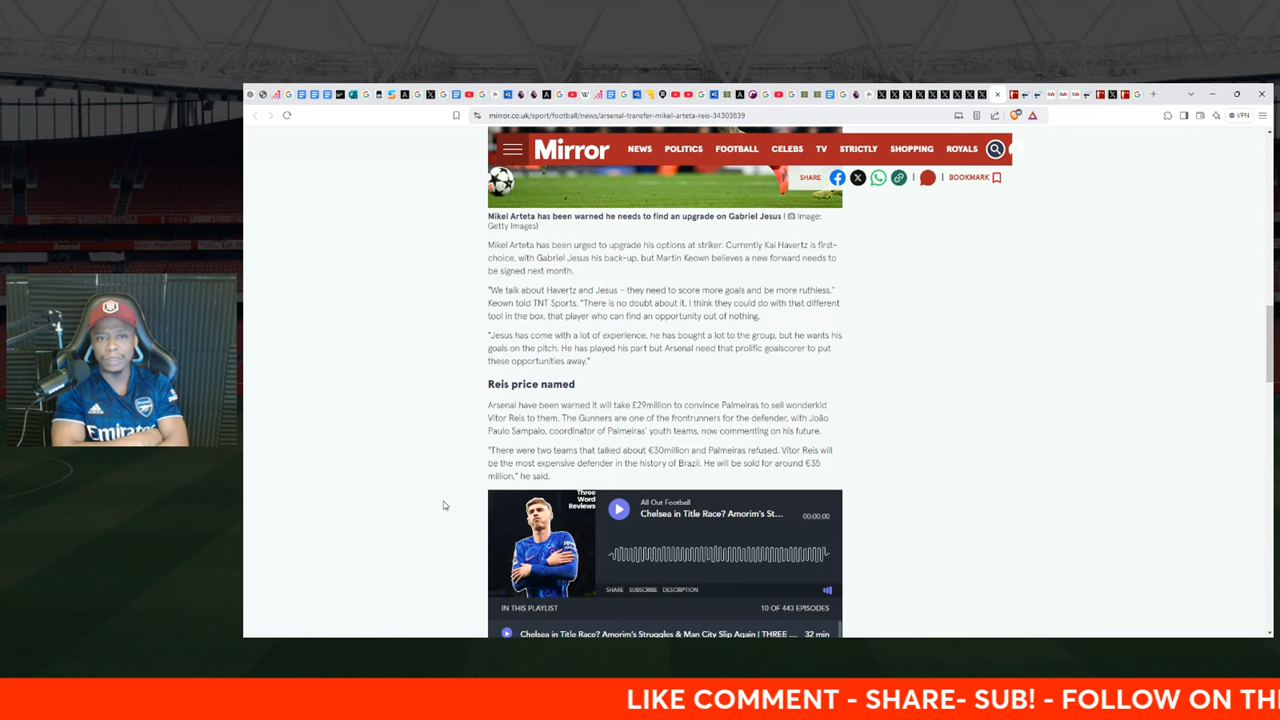 mirror.co.uk/sport/football/news/arsenal-transfer-mikel-arteta-reis-34303839
VPN
Mirror
NEWS POLITICS FOOTBALL CELEBS TV STRICTLY SHOPPING ROYALS
SHARE
BOOKMARK
Mikel Arteta has been warned he needs to find an upgrade on Gabriel Jesus ( Image:
Getty Images)
Mikel Arteta has been urged to upgrade his options at striker. Currently Kai Havertz is first-
choice, with Gabriel Jesus his back-up, but Martin Keown believes a new forward needs to
be signed next month.
"We talk about Havertz and Jesus – they need to score more goals and be more ruthless,"
Keown told TNT Sports. "There is no doubt about it, I think they could do with that different
tool in the box, that player who can find an opportunity out of nothing.
"Jesus has come with a lot of experience, he has bought a lot to the group, but he wants his
goals on the pitch. He has played his part but Arsenal need that prolific goalscorer to put
these opportunities away."
Reis price named
Arsenal have been warned it will take £29million to convince Palmeiras to sell wonderkid
Vitor Reis to them. The Gunners are one of the frontrunners for the defender, with João
Paulo Sampaio, coordinator of Palmeiras' youth teams, now commenting on his future.
"There were two teams that talked about €30million and Palmeiras refused. Vitor Reis will
be the most expensive defender in the history of Brazil. He will be sold for around €35
million," he said.
Three
Word
Reviews
All Out Football
Chelsea in Title Race? Amorim's St...
00:00:00
SHARE SUBSCRIBE DESCRIPTION
IN THIS PLAYLIST
10 OF 443 EPISODES
Chelsea in Title Race? Amorim's Struggles & Man City Slip Again | THREE ...
32 min
Emirates
LIKE COMMENT - SHARE- SUB! - FOLLOW ON TH